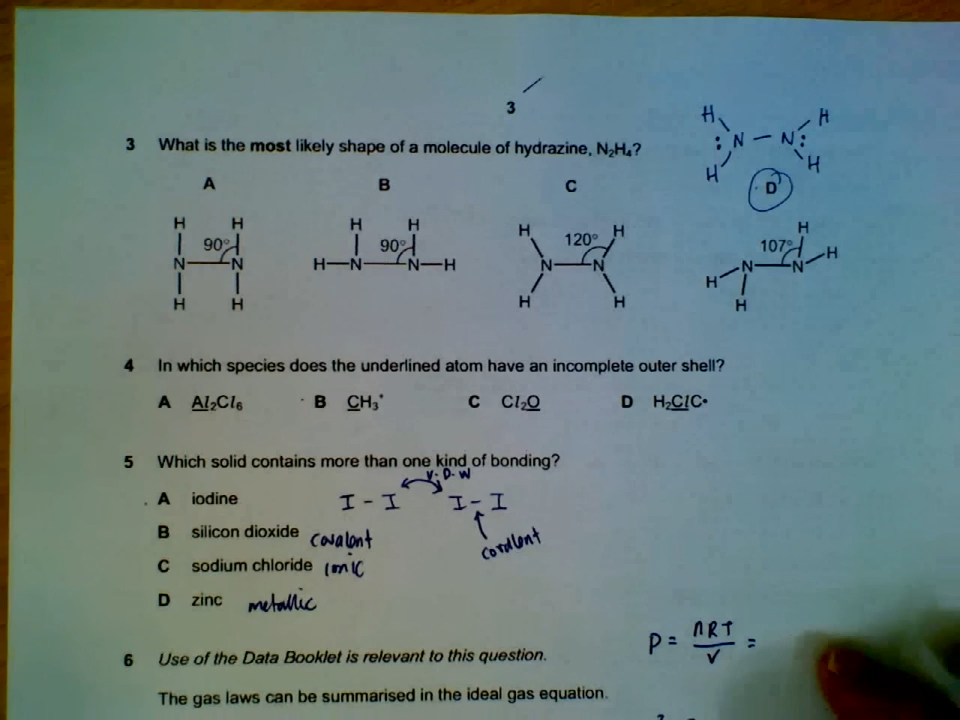 3
3 What is the most likely shape of a molecule of hydrazine, N₂H₄?
H H
: N – N :
H H
A B C D
H H H H H H H
90° 90° 120° 107°
N N H N N H N N N N H
H
H H H H H
4 In which species does the underlined atom have an incomplete outer shell?
A Al₂Cl₆ B CH₃⁺ C Cl₂O D H₂ClC•
5 Which solid contains more than one kind of bonding?
V.D.W
A iodine I – I I – I
B silicon dioxide covalent covalent
C sodium chloride ionic
D zinc metallic
P = nRT / V =
6 Use of the Data Booklet is relevant to this question.
The gas laws can be summarised in the ideal gas equation.